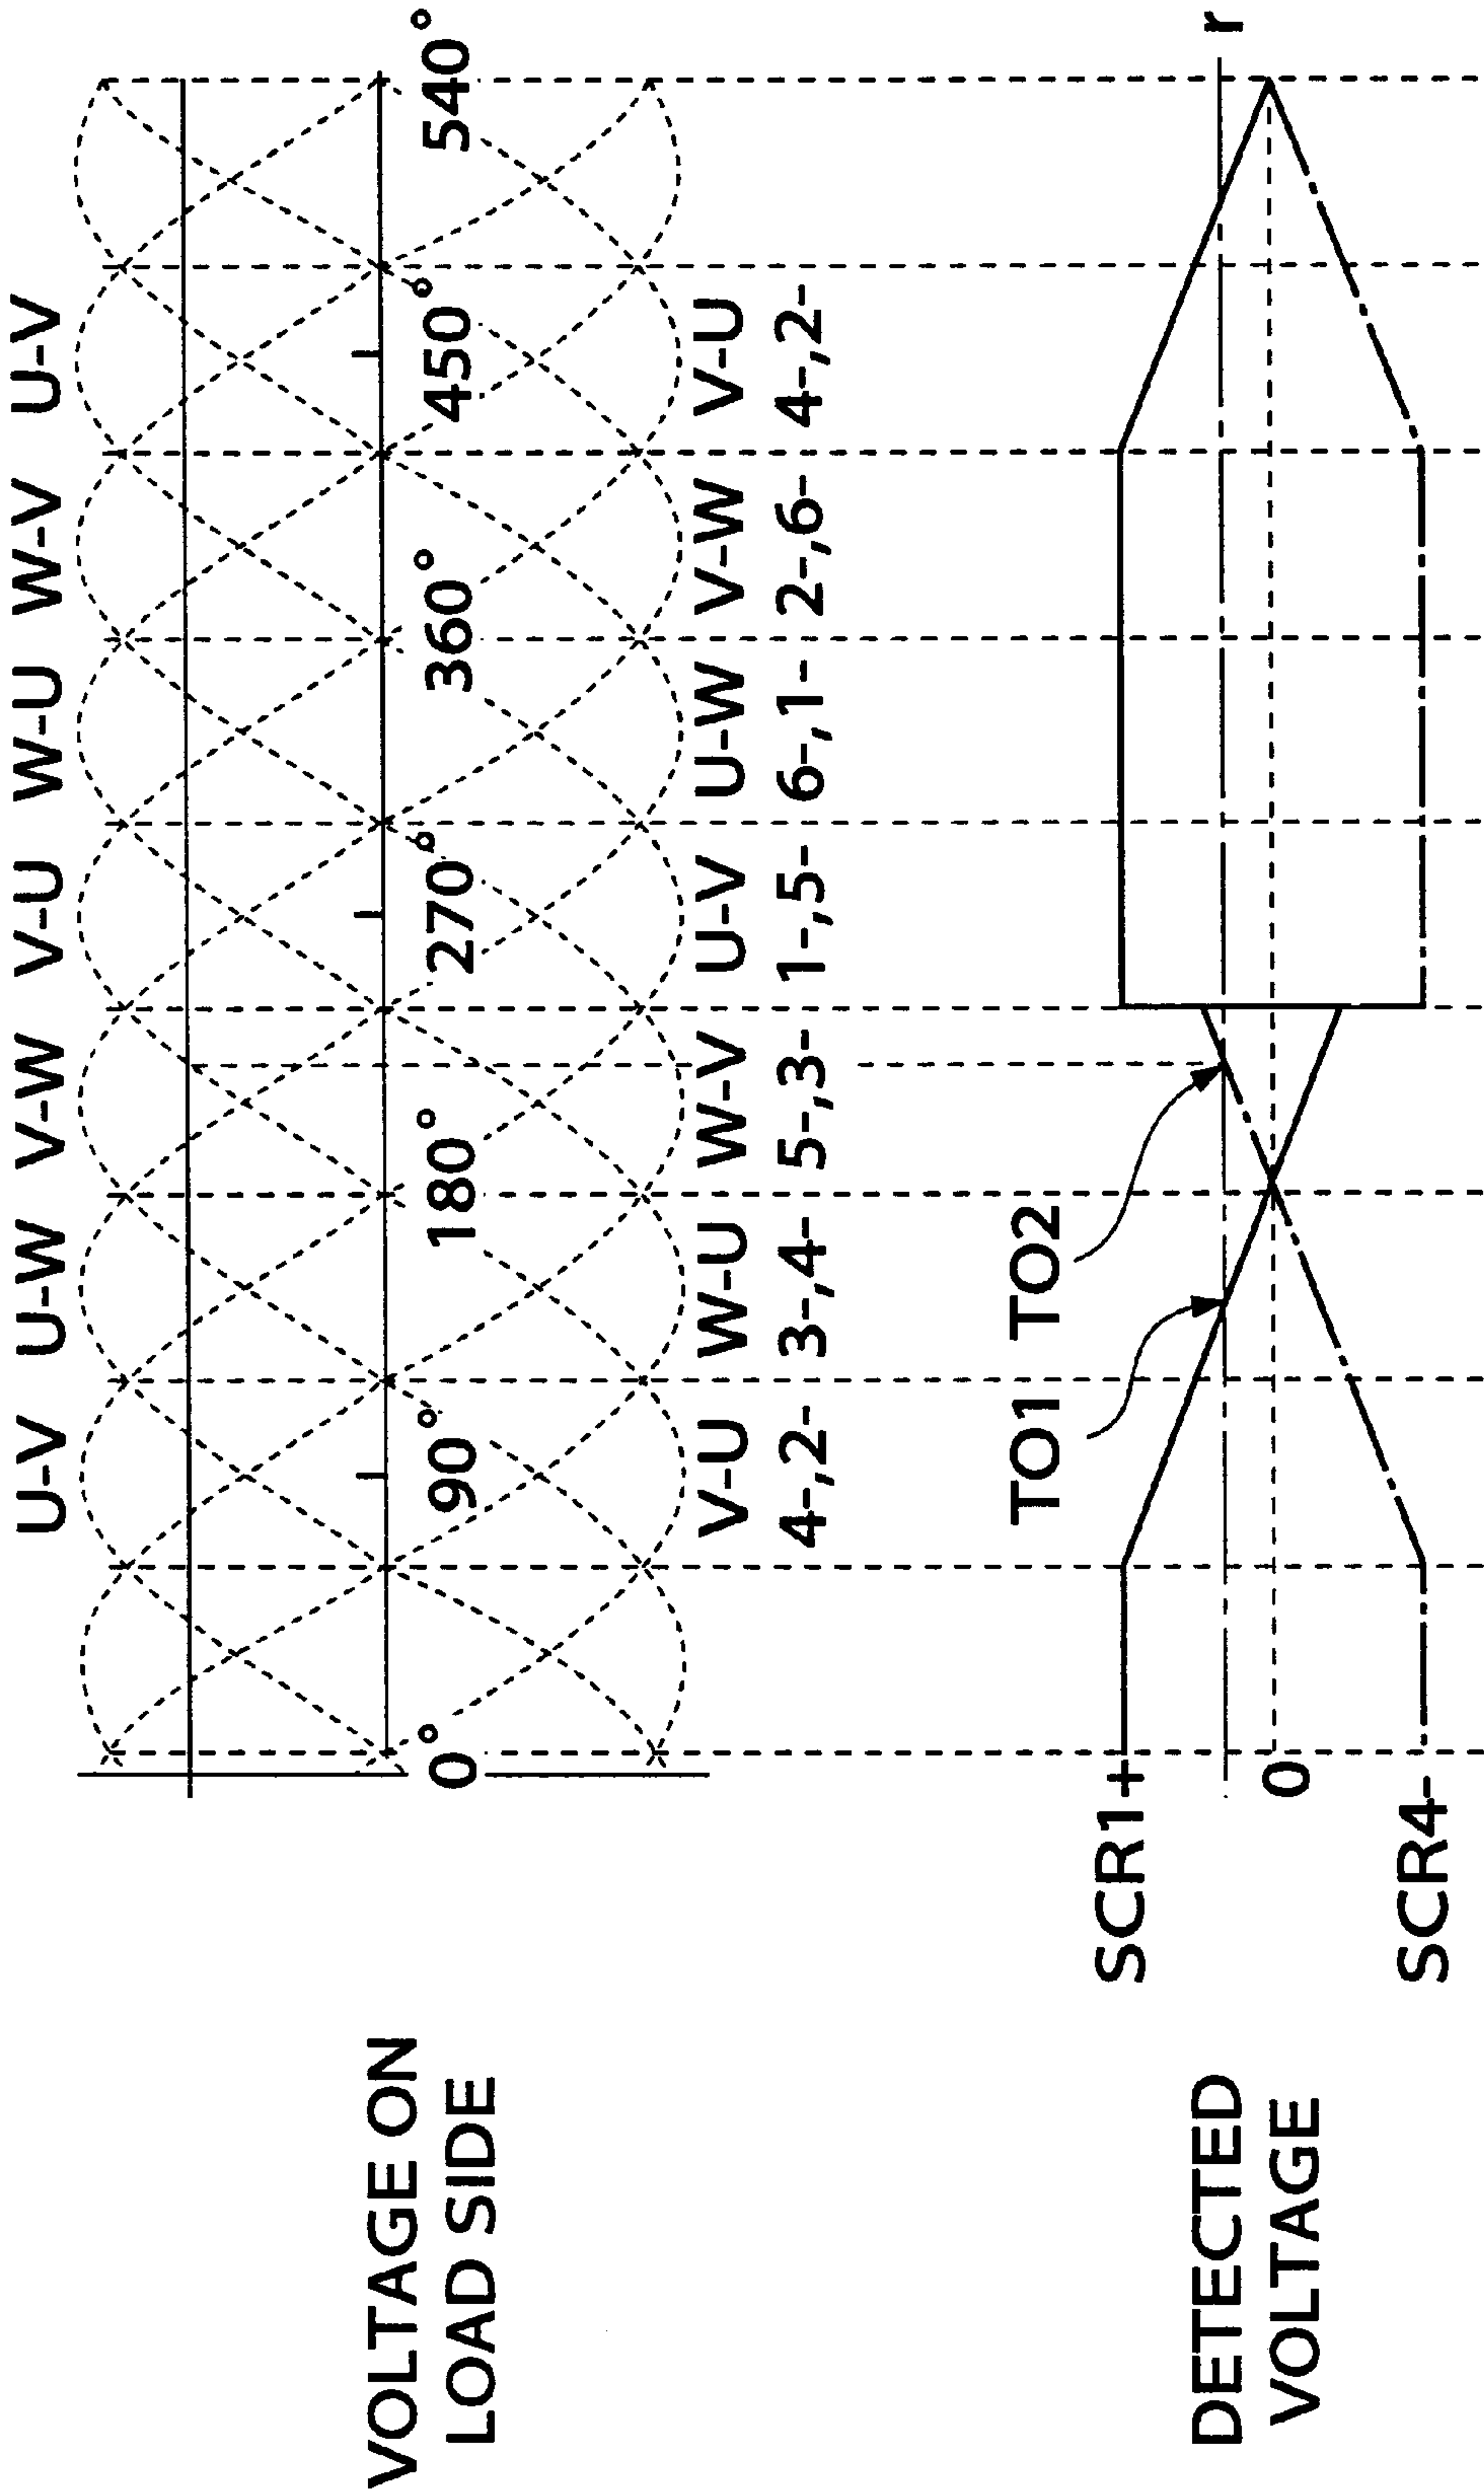 U-V U-W V-W V-U W-U W-V U-V
VOLTAGE ON
LOAD SIDE
0° 90° 180° 270° 360° 450° 540°
V-U W-U W-V U-V U-W V-W V-U
4-,2- 3-,4- 5-,3- 1-,5- 6-,1- 2-,6- 4-,2-
TO1 TO2
SCR1+
DETECTED
VOLTAGE
r
0
SCR4-